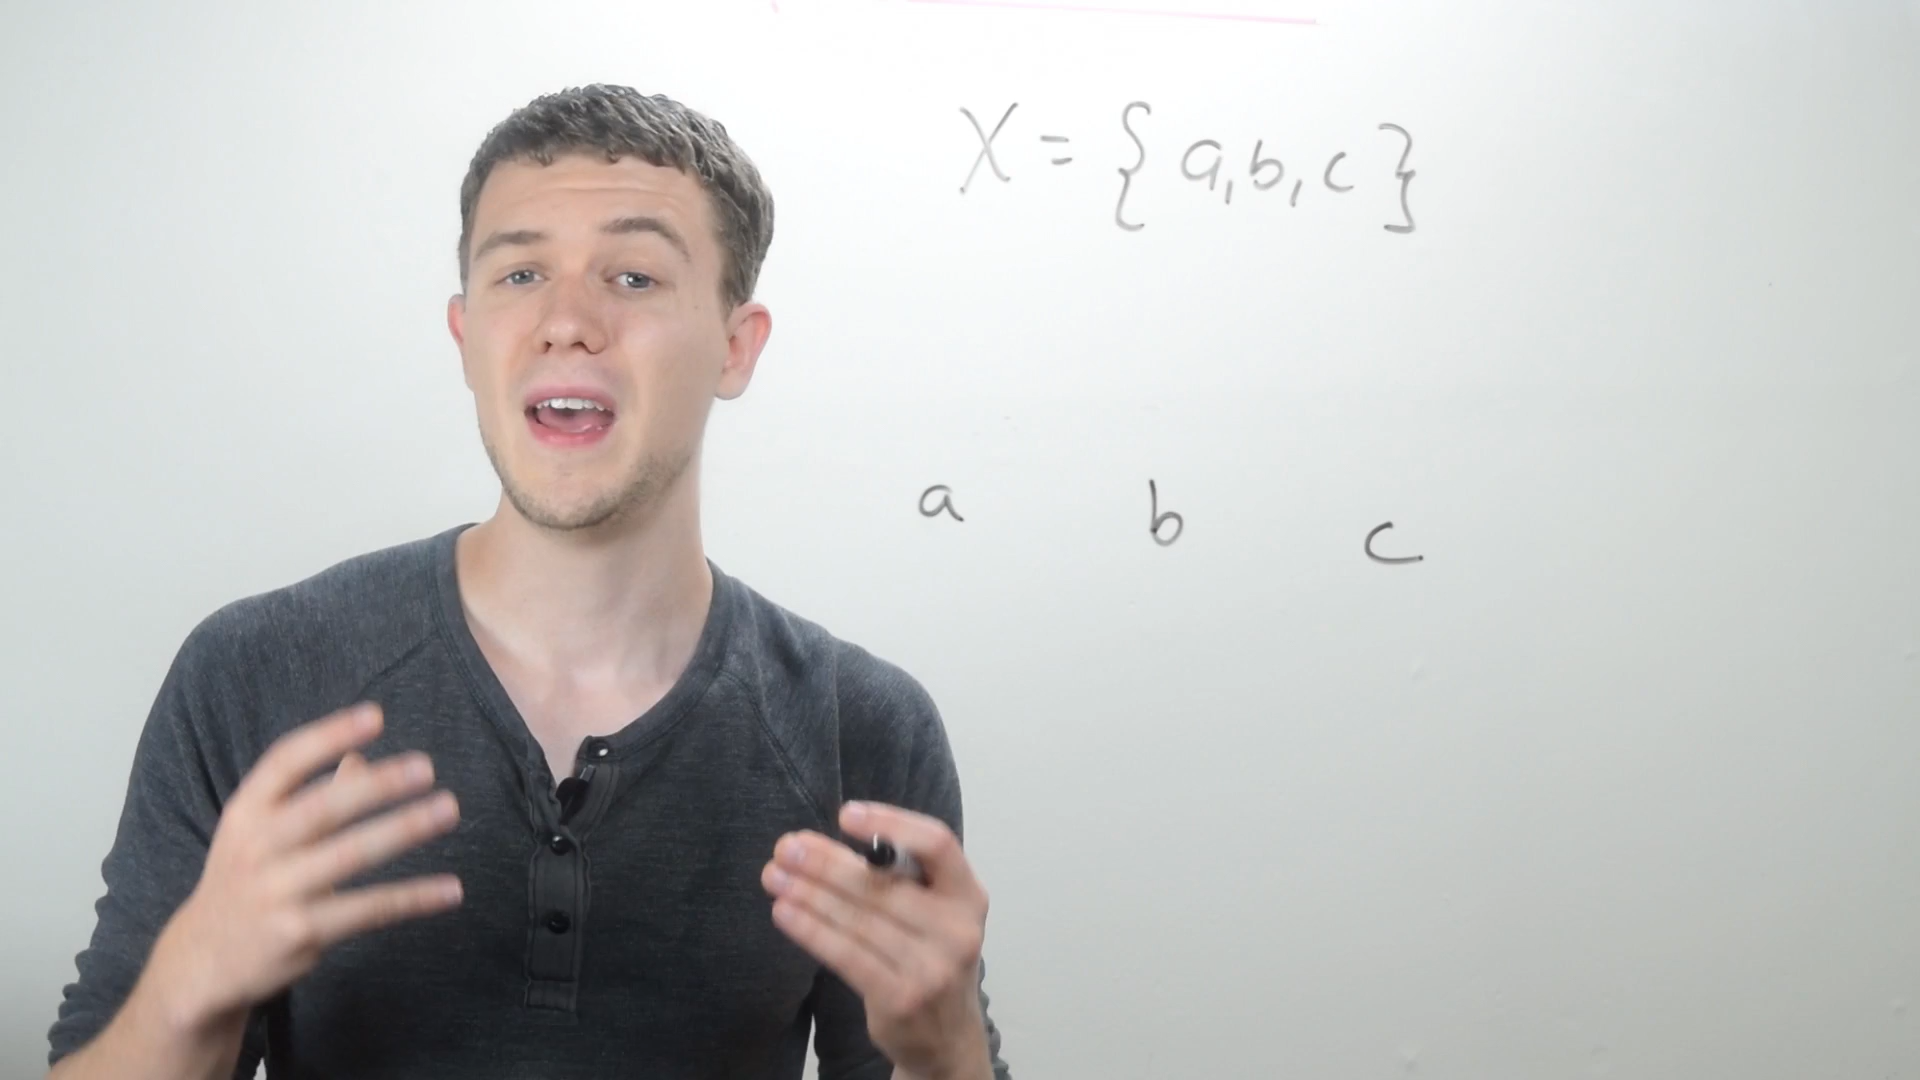 X = { a, b, c }
a b c